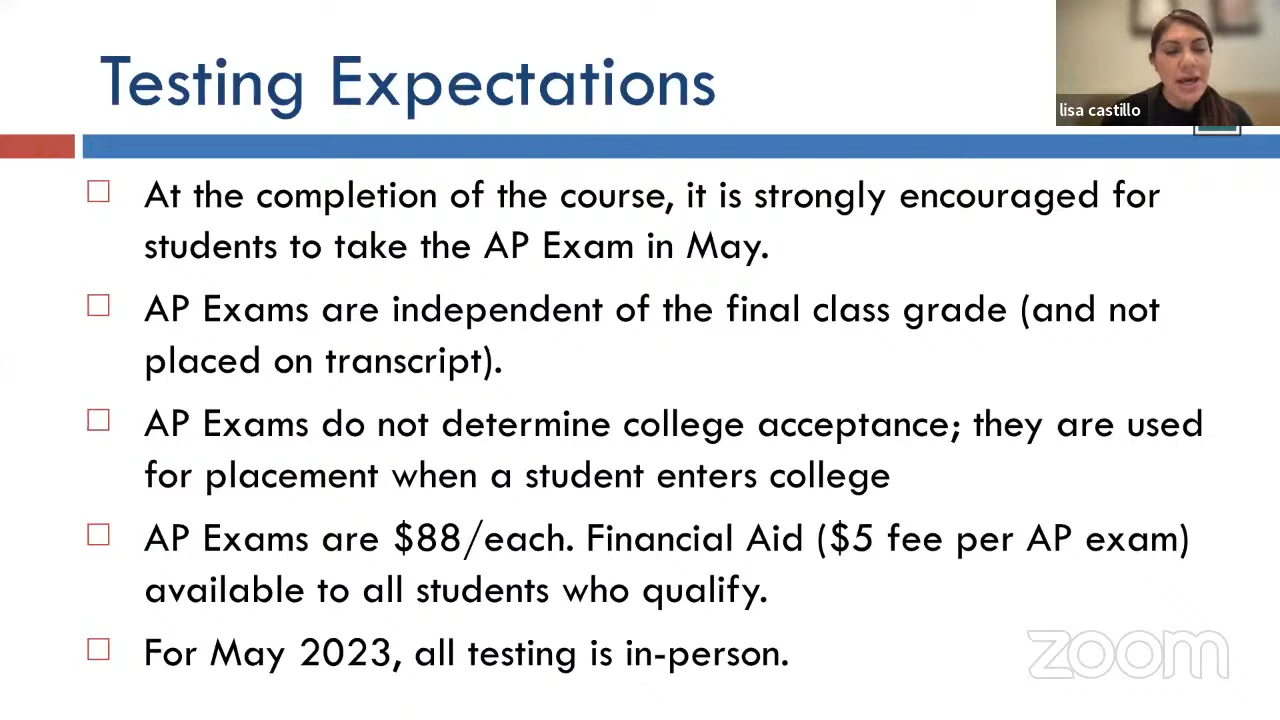 Testing Expectations
lisa castillo
At the completion of the course, it is strongly encouraged for
students to take the AP Exam in May.
AP Exams are independent of the final class grade (and not
placed on transcript).
AP Exams do not determine college acceptance; they are used
for placement when a student enters college
AP Exams are $88/each. Financial Aid ($5 fee per AP exam)
available to all students who qualify.
For May 2023, all testing is in-person.
zoom